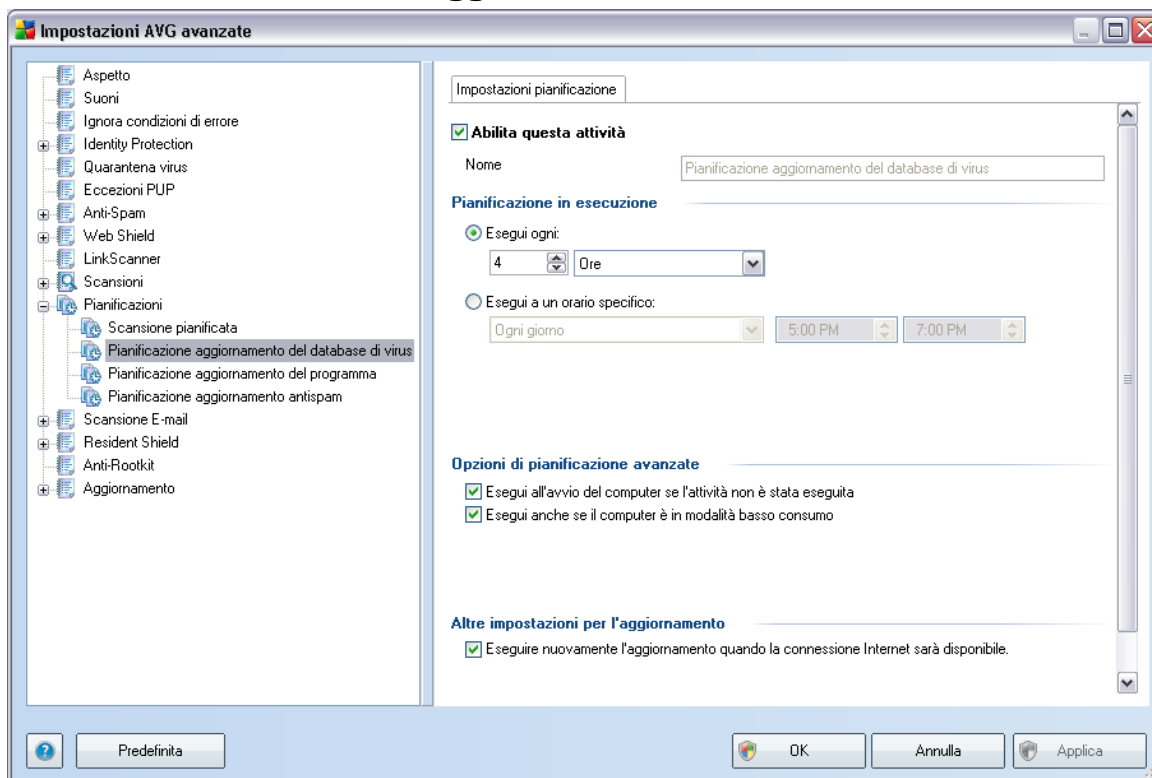 Impostazioni AVG avanzate
Aspetto
Suoni
Ignora condizioni di errore
Identity Protection
Quarantena virus
Eccezioni PUP
Anti-Spam
Web Shield
LinkScanner
Scansioni
Pianificazioni
Scansione pianificata
Pianificazione aggiornamento del database di virus
Pianificazione aggiornamento del programma
Pianificazione aggiornamento antispam
Scansione E-mail
Resident Shield
Anti-Rootkit
Aggiornamento
Impostazioni pianificazione
Abilita questa attività
Nome Pianificazione aggiornamento del database di virus
Pianificazione in esecuzione
Esegui ogni:
4 Ore
Esegui a un orario specifico:
Ogni giorno 5:00 PM 7:00 PM
Opzioni di pianificazione avanzate
Esegui all'avvio del computer se l'attività non è stata eseguita
Esegui anche se il computer è in modalità basso consumo
Altre impostazioni per l'aggiornamento
Eseguire nuovamente l'aggiornamento quando la connessione Internet sarà disponibile.
Predefinita OK Annulla Applica